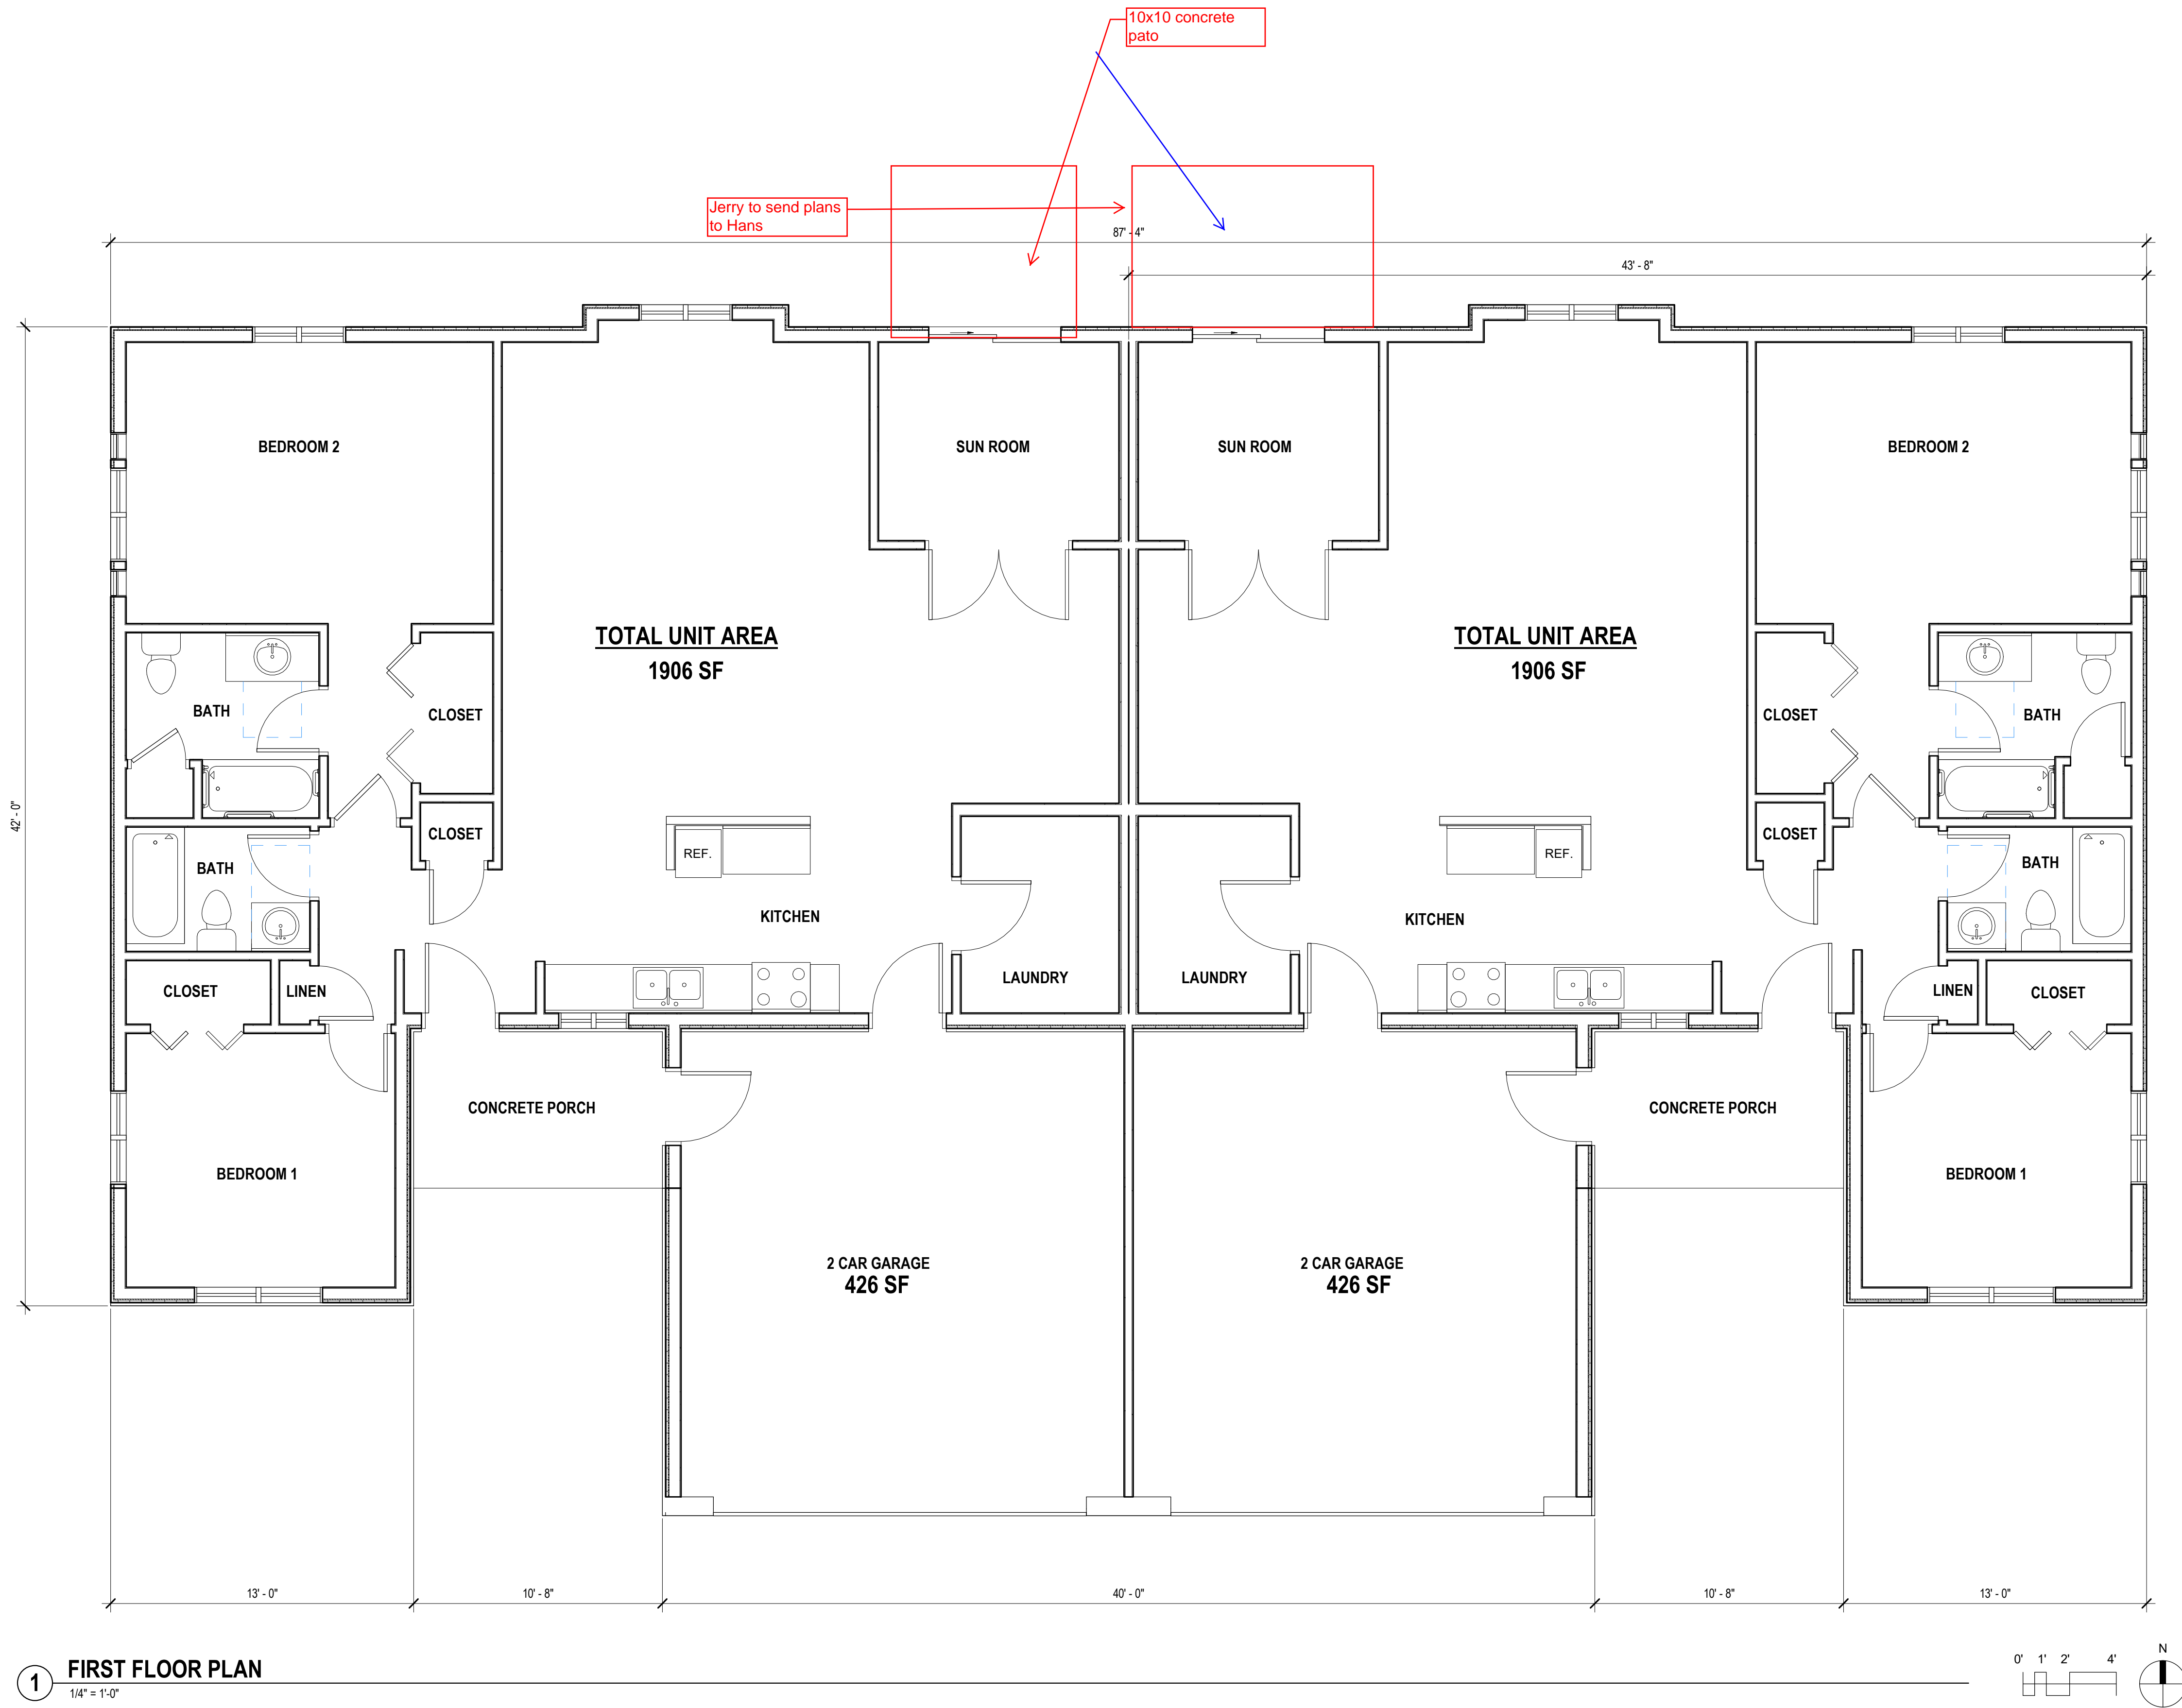 10x10 concrete
pato
Jerry to send plans
to Hans
87' - 4"
43' - 8"
42' - 0"
BEDROOM 2
SUN ROOM
SUN ROOM
BEDROOM 2
TOTAL UNIT AREA
1906 SF
TOTAL UNIT AREA
1906 SF
BATH
CLOSET
CLOSET
BATH
CLOSET
REF.
REF.
CLOSET
BATH
BATH
KITCHEN
KITCHEN
CLOSET
LINEN
LAUNDRY
LAUNDRY
LINEN
CLOSET
CONCRETE PORCH
CONCRETE PORCH
BEDROOM 1
BEDROOM 1
2 CAR GARAGE
426 SF
2 CAR GARAGE
426 SF
13' - 0"
10' - 8"
40' - 0"
10' - 8"
13' - 0"
1
FIRST FLOOR PLAN
1/4" = 1'-0"
0' 1' 2' 4'
N